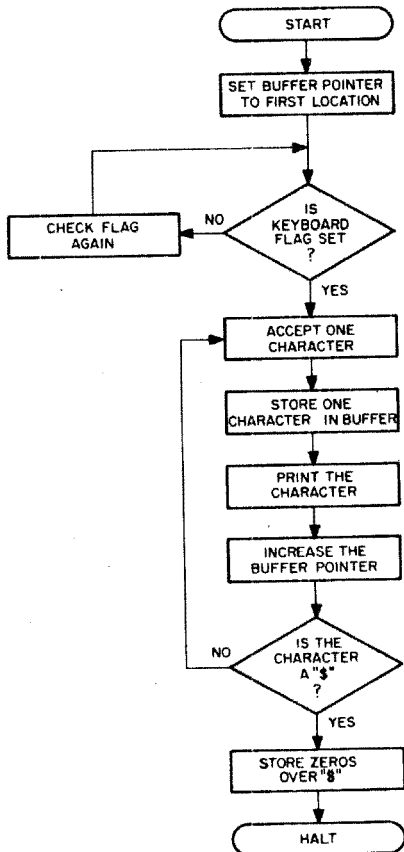 START
SET BUFFER POINTER
TO FIRST LOCATION
IS
KEYBOARD
FLAG SET
?
NO
CHECK FLAG
AGAIN
YES
ACCEPT ONE
CHARACTER
STORE ONE
CHARACTER IN BUFFER
PRINT THE
CHARACTER
INCREASE THE
BUFFER POINTER
IS THE
CHARACTER
A "$"
?
NO
YES
STORE ZEROS
OVER "$"
HALT